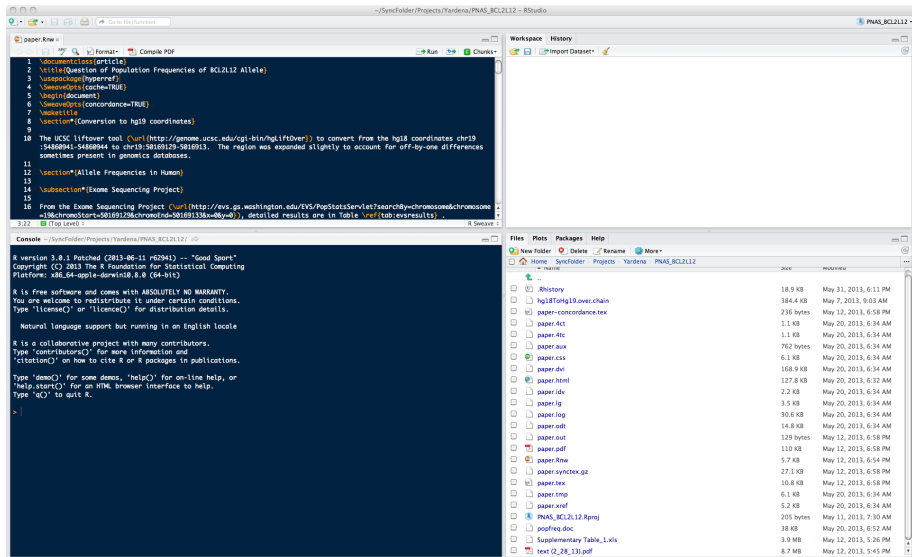 ~/SyncFolder/Projects/Yardena/PNAS_BCL2L12 - RStudio
Go to file/function
PNAS_BCL2L12
paper.Rnw
Format
Compile PDF
Run
Chunks
1 \documentclass{article}
2 \title{Question of Population Frequencies of BCL2L12 Allele}
3 \usepackage{hyperref}
4 \SweaveOpts{cache=TRUE}
5 \begin{document}
6 \SweaveOpts{concordance=TRUE}
7 \maketitle
8 \section*{Conversion to hg19 coordinates}
9
10 The UCSC liftover tool (\url{http://genome.ucsc.edu/cgi-bin/hgLiftOver}) to convert from the hg18 coordinates chr19
:54860941-54860944 to chr19:50169129-5016913.  The region was expanded slightly to account for off-by-one differences
sometimes present in genomics databases.
11
12 \section*{Allele Frequencies in Human}
13
14 \subsection*{Exome Sequencing Project}
15
16 From the Exome Sequencing Project (\url{http://evs.gs.washington.edu/EVS/PopStatsServlet?searchBy=chromosome&chromosome
=19&chromoStart=50169129&chromoEnd=50169133&x=0&y=0}), detailed results are in Table \ref{tab:evsresults} .
3:22 (Top Level)
R Sweave
Console ~/SyncFolder/Projects/Yardena/PNAS_BCL2L12/
R version 3.0.1 Patched (2013-06-11 r62941) -- "Good Sport"
Copyright (C) 2013 The R Foundation for Statistical Computing
Platform: x86_64-apple-darwin10.8.0 (64-bit)
R is free software and comes with ABSOLUTELY NO WARRANTY.
You are welcome to redistribute it under certain conditions.
Type 'license()' or 'licence()' for distribution details.
Natural language support but running in an English locale
R is a collaborative project with many contributors.
Type 'contributors()' for more information and
'citation()' on how to cite R or R packages in publications.
Type 'demo()' for some demos, 'help()' for on-line help, or
'help.start()' for an HTML browser interface to help.
Type 'q()' to quit R.
>
Workspace History
Import Dataset
Files Plots Packages Help
New Folder Delete Rename More
Home SyncFolder Projects Yardena PNAS_BCL2L12 ...
Name Size Modified
..
.Rhistory 18.9 KB May 31, 2013, 6:11 PM
hg18ToHg19.over.chain 384.4 KB May 7, 2013, 9:03 AM
paper-concordance.tex 236 bytes May 12, 2013, 6:58 PM
paper.4ct 1.1 KB May 20, 2013, 6:34 AM
paper.4tc 1.1 KB May 20, 2013, 6:34 AM
paper.aux 762 bytes May 20, 2013, 6:34 AM
paper.css 6.1 KB May 20, 2013, 6:34 AM
paper.dvi 168.9 KB May 20, 2013, 6:34 AM
paper.html 127.8 KB May 20, 2013, 6:32 AM
paper.idv 2.2 KB May 20, 2013, 6:34 AM
paper.lg 3.5 KB May 20, 2013, 6:34 AM
paper.log 30.6 KB May 20, 2013, 6:34 AM
paper.odt 14.8 KB May 20, 2013, 6:34 AM
paper.out 129 bytes May 12, 2013, 6:58 PM
paper.pdf 110 KB May 12, 2013, 6:58 PM
paper.Rnw 5.7 KB May 12, 2013, 6:54 PM
paper.synctex.gz 27.1 KB May 12, 2013, 6:58 PM
paper.tex 10.8 KB May 12, 2013, 6:58 PM
paper.tmp 6.1 KB May 20, 2013, 6:34 AM
paper.xref 5.2 KB May 20, 2013, 6:34 AM
PNAS_BCL2L12.Rproj 205 bytes May 11, 2013, 7:30 AM
popfreq.doc 38 KB May 20, 2013, 6:52 AM
Supplementary Table_1.xls 3.9 MB May 12, 2013, 5:26 PM
text (2_28_13).pdf 8.7 MB May 12, 2013, 5:45 PM